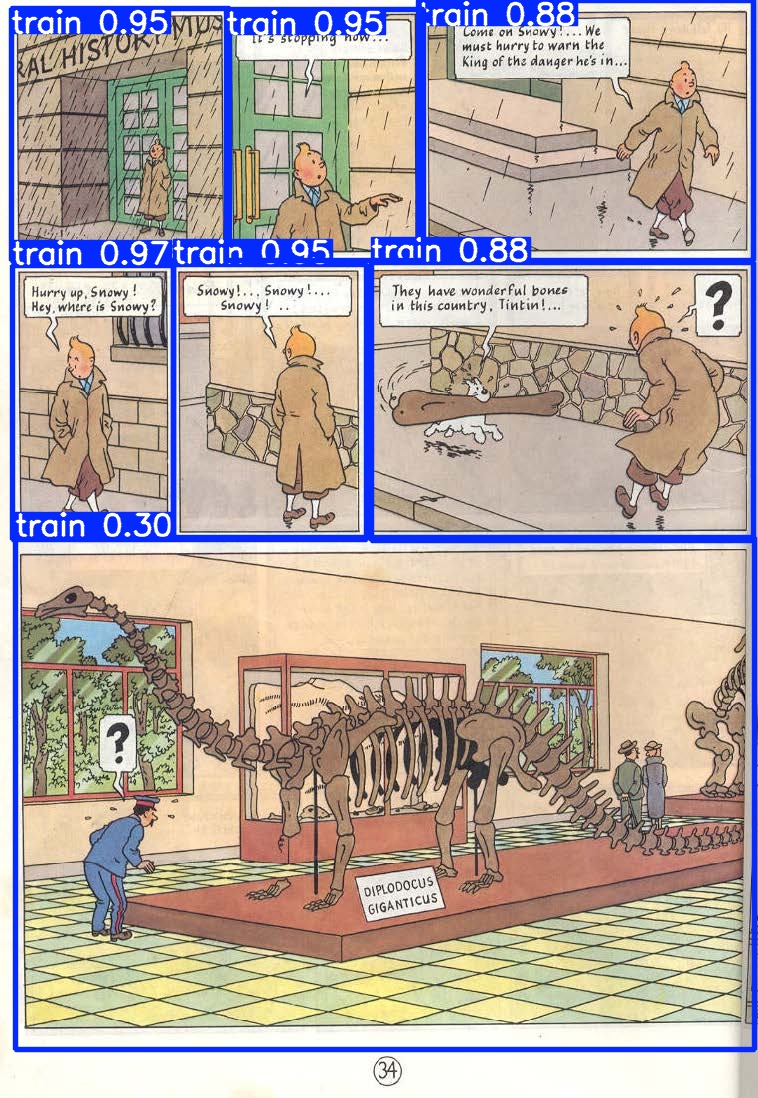 train 0.95
train 0.95
train 0.88
RAL HISTORY MUS
It's stopping now...
Come on Snowy!... We
must hurry to warn the
King of the danger he's in...
train 0.97
train 0.95
train 0.88
Hurry up, Snowy!
Hey, where is Snowy?
Snowy!... Snowy!...
Snowy! ..
They have wonderful bones
in this country, Tintin!...
?
train 0.30
?
DIPLODOCUS
GIGANTICUS
34